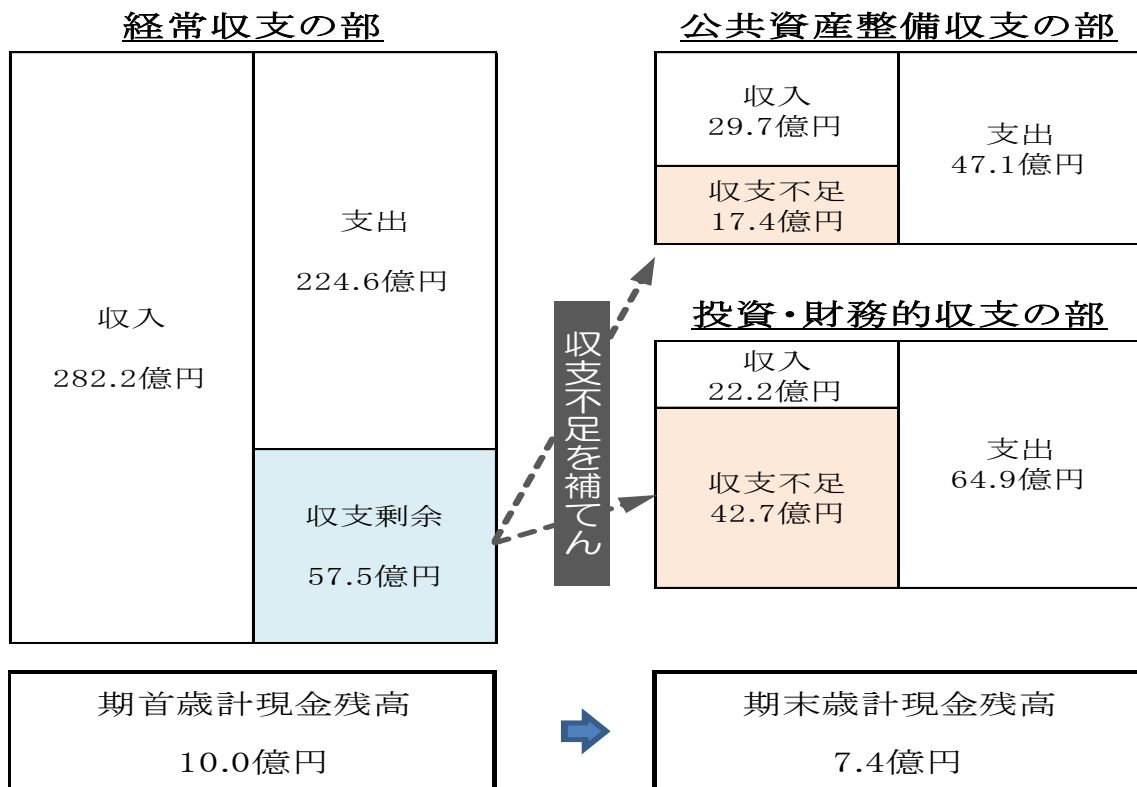 経常収支の部
収入
282.2億円
支出
224.6億円
収支剰余
57.5億円
収支不足を補てん
公共資産整備収支の部
収入
29.7億円
収支不足
17.4億円
支出
47.1億円
投資・財務的収支の部
収入
22.2億円
収支不足
42.7億円
支出
64.9億円
期首歳計現金残高
10.0億円
期末歳計現金残高
7.4億円